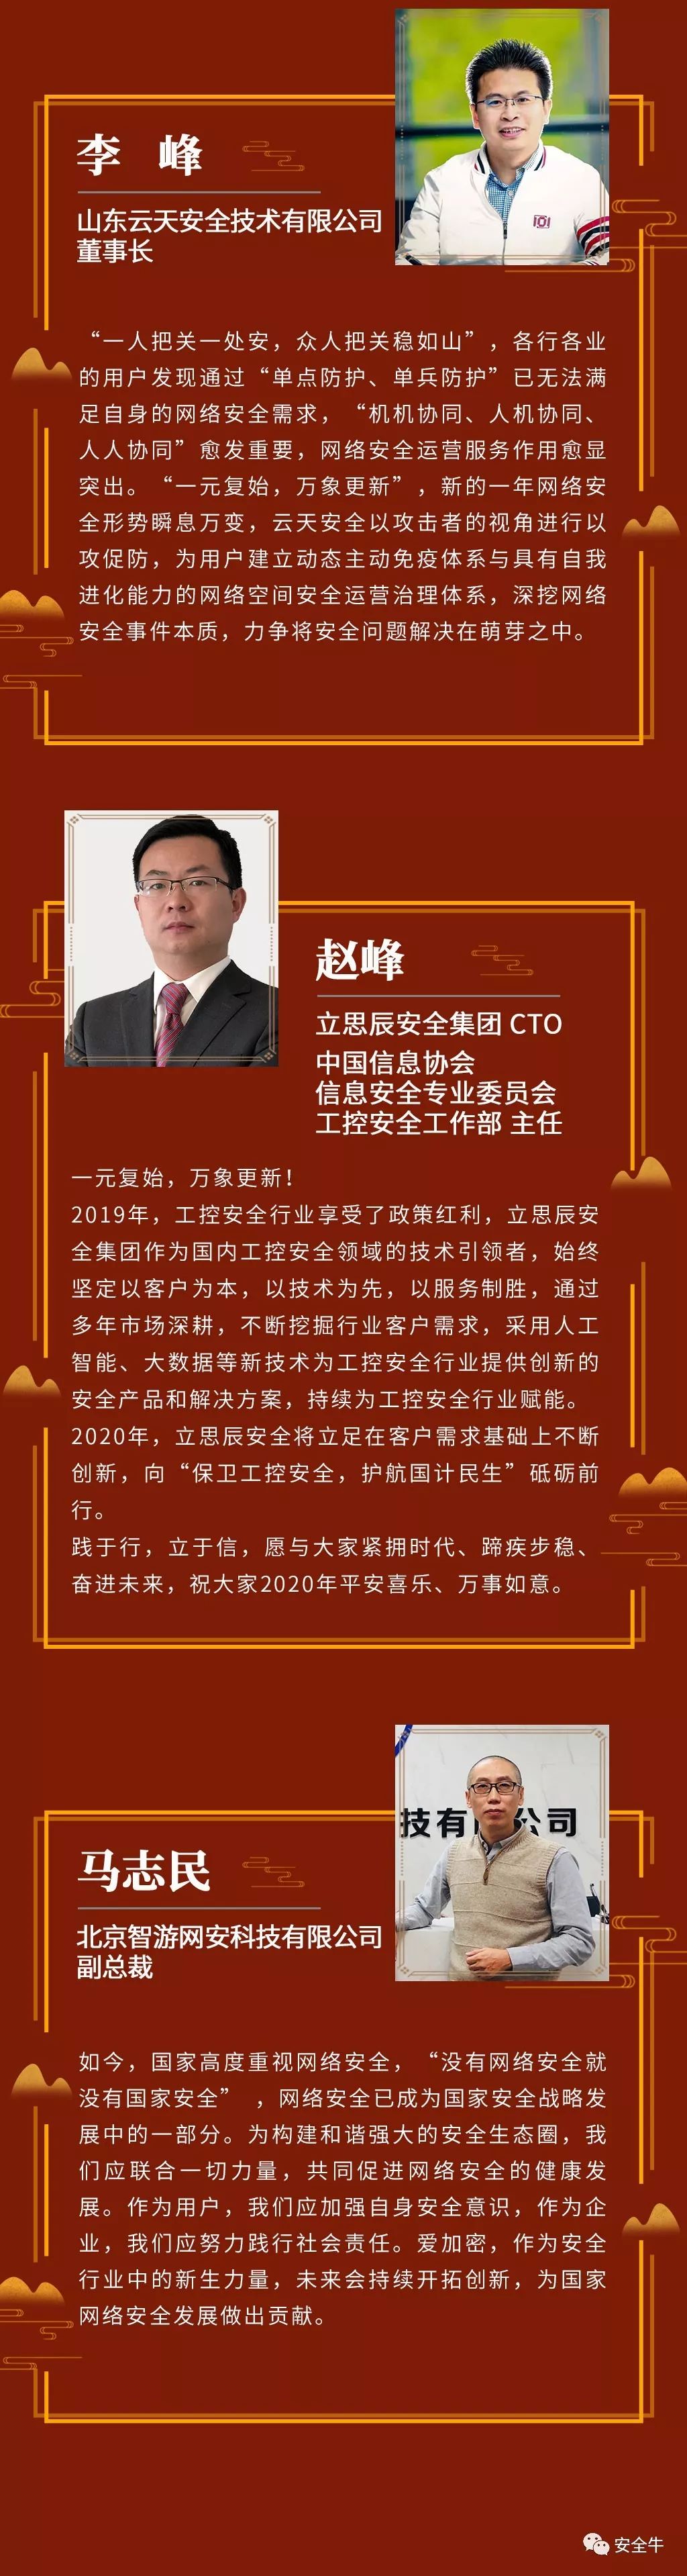 李 峰
山东云天安全技术有限公司
董事长
“一人把关一处安，众人把关稳如山”，各行各业
的用户发现通过“单点防护、单兵防护”已无法满
足自身的网络安全需求，“机机协同、人机协同、
人人协同”愈发重要，网络安全运营服务作用愈显
突出。“一元复始，万象更新”，新的一年网络安
全形势瞬息万变，云天安全以攻击者的视角进行以
攻促防，为用户建立动态主动免疫体系与具有自我
进化能力的网络空间安全运营治理体系，深挖网络
安全事件本质，力争将安全问题解决在萌芽之中。
赵峰
立思辰安全集团 CTO
中国信息协会
信息安全专业委员会
工控安全工作部 主任
一元复始，万象更新！
2019年，工控安全行业享受了政策红利，立思辰安
全集团作为国内工控安全领域的技术引领者，始终
坚定以客户为本，以技术为先，以服务制胜，通过
多年市场深耕，不断挖掘行业客户需求，采用人工
智能、大数据等新技术为工控安全行业提供创新的
安全产品和解决方案，持续为工控安全行业赋能。
2020年，立思辰安全将立足在客户需求基础上不断
创新，向“保卫工控安全，护航国计民生”砥砺前
行。
践于行，立于信，愿与大家紧拥时代、蹄疾步稳、
奋进未来，祝大家2020年平安喜乐、万事如意。
技有 公司
马志民
北京智游网安科技有限公司
副总裁
如今，国家高度重视网络安全，“没有网络安全就
没有国家安全” ，网络安全已成为国家安全战略发
展中的一部分。为构建和谐强大的安全生态圈，我
们应联合一切力量，共同促进网络安全的健康发
展。作为用户，我们应加强自身安全意识，作为企
业，我们应努力践行社会责任。爱加密，作为安全
行业中的新生力量，未来会持续开拓创新，为国家
网络安全发展做出贡献。
安全牛